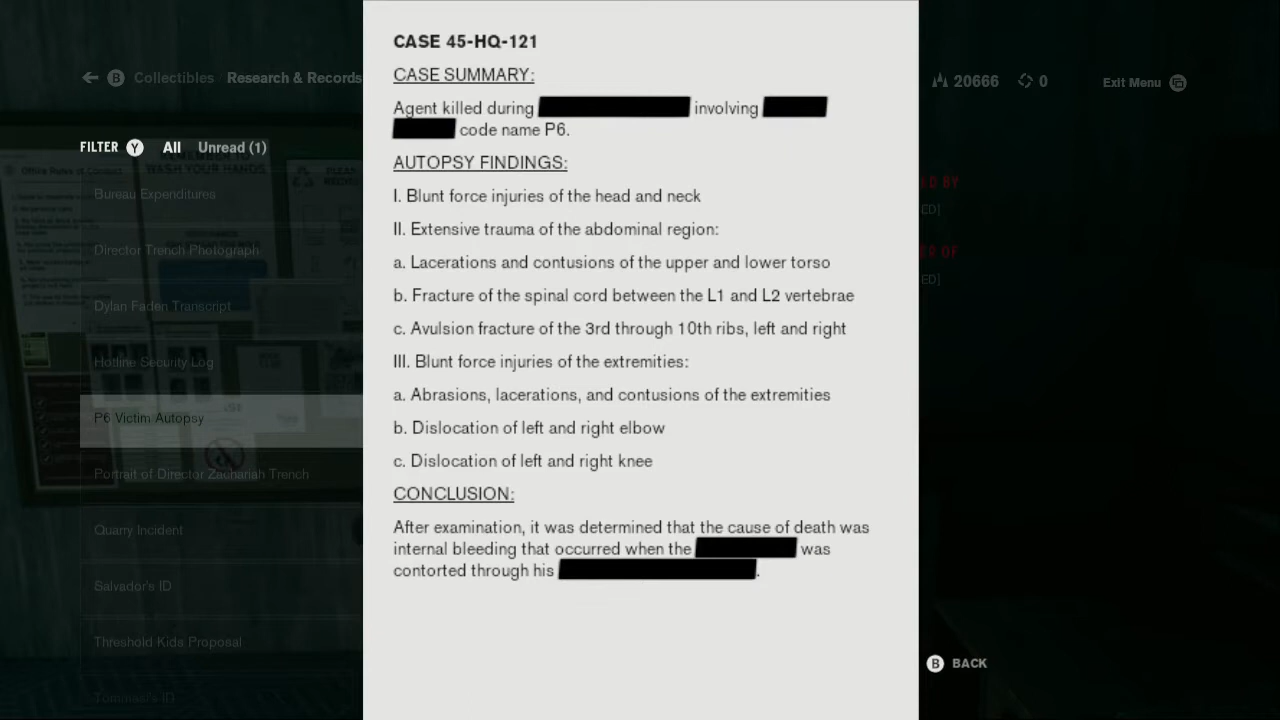 CASE 45-HQ-121
CASE SUMMARY:
Agent killed during involving
code name P6.
AUTOPSY FINDINGS:
I. Blunt force injuries of the head and neck
II. Extensive trauma of the abdominal region:
a. Lacerations and contusions of the upper and lower torso
b. Fracture of the spinal cord between the L1 and L2 vertebrae
c. Avulsion fracture of the 3rd through 10th ribs, left and right
III. Blunt force injuries of the extremities:
a. Abrasions, lacerations, and contusions of the extremities
b. Dislocation of left and right elbow
c. Dislocation of left and right knee
CONCLUSION:
After examination, it was determined that the cause of death was
internal bleeding that occurred when the was
contorted through his .
B Collectibles Research & Records
20666 0 Exit Menu
FILTER Y All Unread (1)
Bureau Expenditures
Director Trench Photograph
Dylan Faden Transcript
Hotline Security Log
P6 Victim Autopsy
Portrait of Director Zachariah Trench
Quarry Incident
Salvador's ID
Threshold Kids Proposal
Tommasi's ID
WASH YOUR HANDS
B BACK